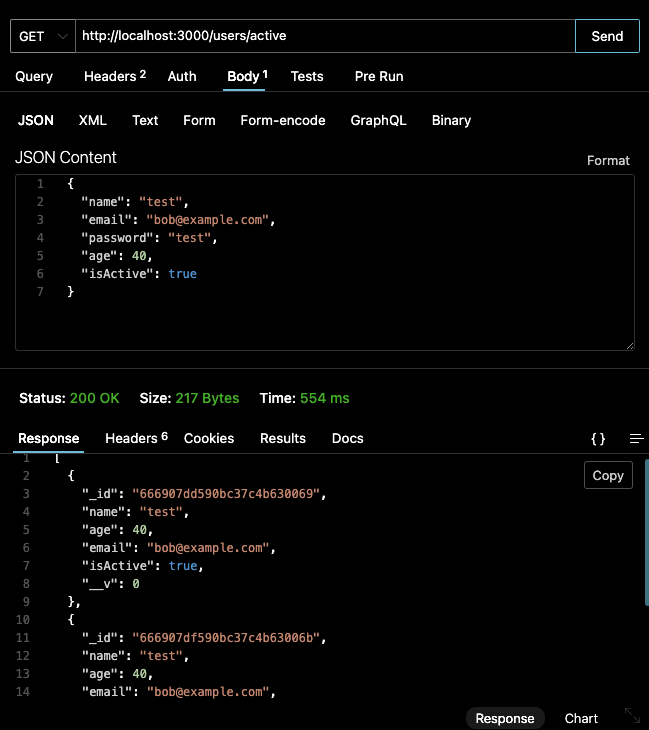 GET http://localhost:3000/users/active Send
Query Headers 2 Auth Body 1 Tests Pre Run
JSON XML Text Form Form-encode GraphQL Binary
JSON Content Format
1 {
2 "name": "test",
3 "email": "bob@example.com",
4 "password": "test",
5 "age": 40,
6 "isActive": true
7 }
Status: 200 OK Size: 217 Bytes Time: 554 ms
Response Headers 6 Cookies Results Docs {}
1 [
Copy
2 {
3 "_id": "666907dd590bc37c4b630069",
4 "name": "test",
5 "age": 40,
6 "email": "bob@example.com",
7 "isActive": true,
8 "__v": 0
9 },
10 {
11 "_id": "666907df590bc37c4b63006b",
12 "name": "test",
13 "age": 40,
14 "email": "bob@example.com",
Response Chart